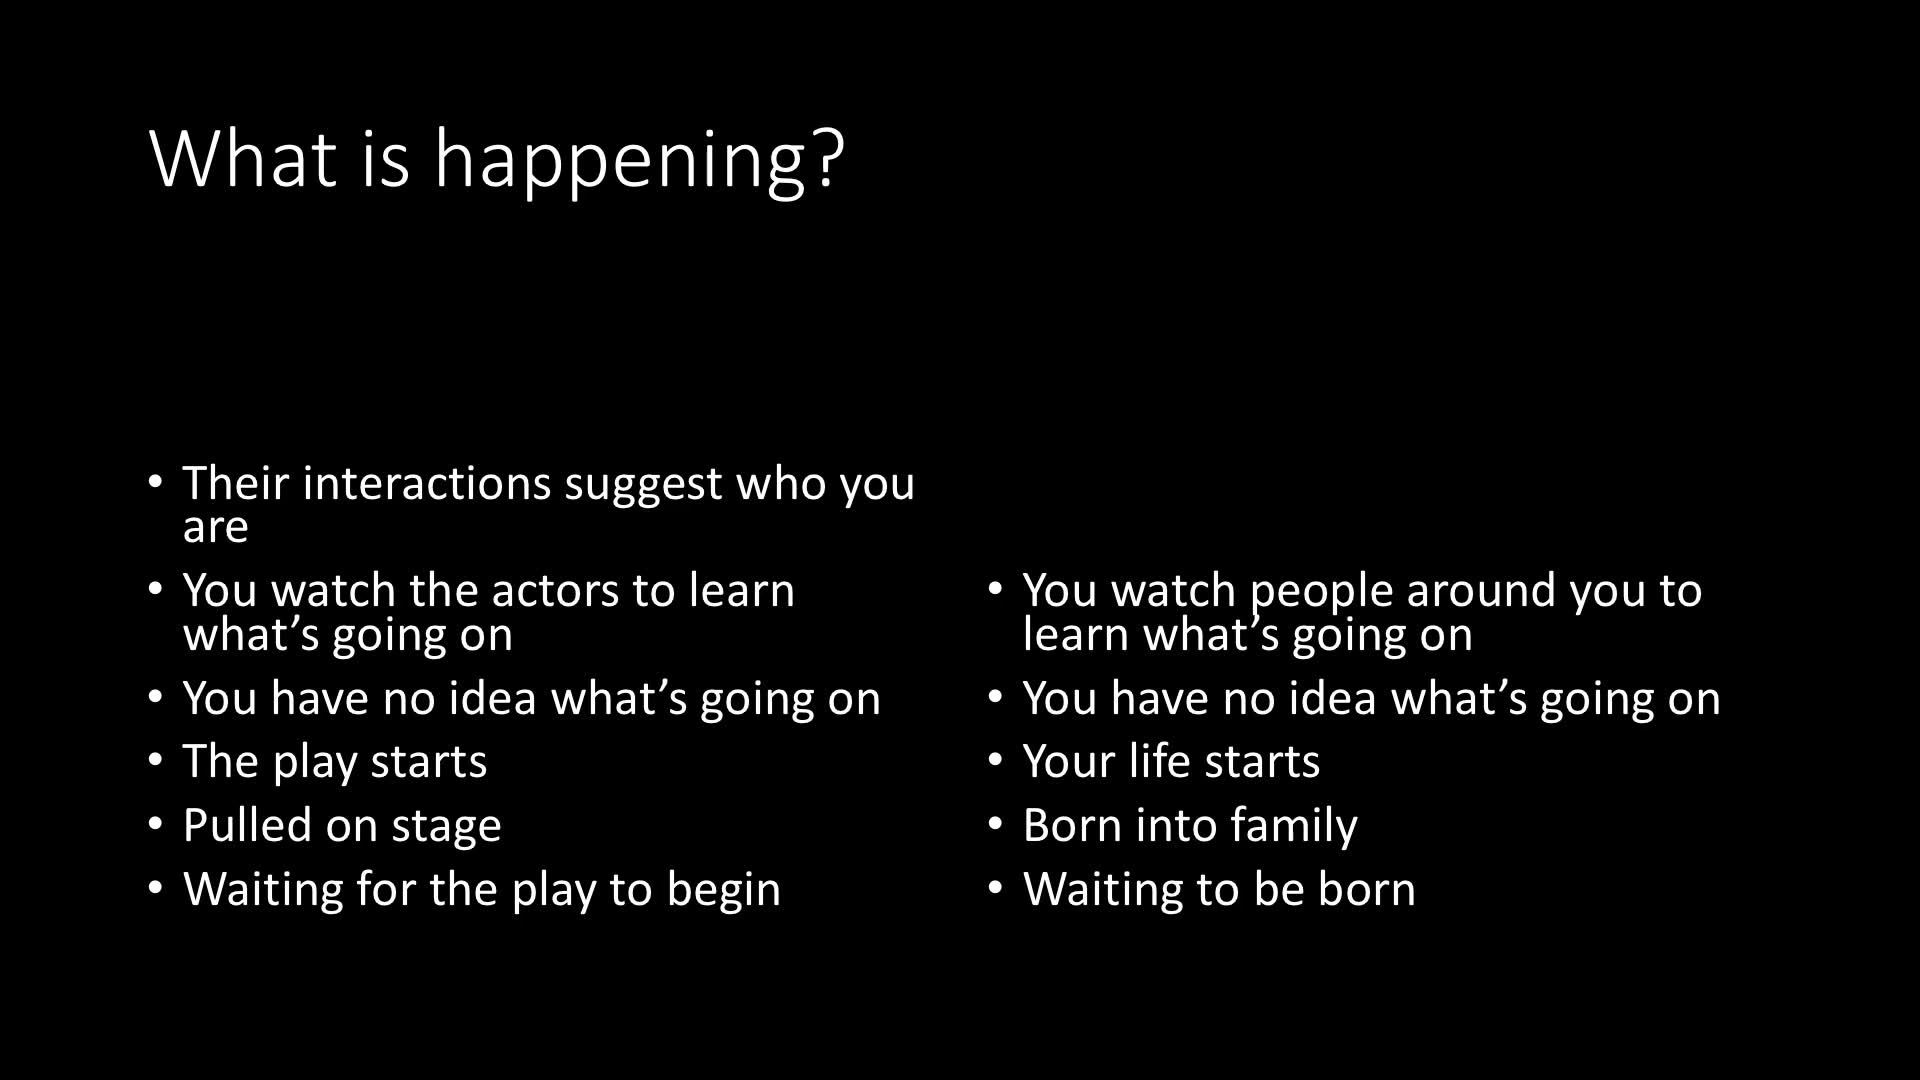 What is happening?
• Their interactions suggest who you
are
• You watch the actors to learn
what’s going on
• You have no idea what’s going on
• The play starts
• Pulled on stage
• Waiting for the play to begin
• You watch people around you to
learn what’s going on
• You have no idea what’s going on
• Your life starts
• Born into family
• Waiting to be born